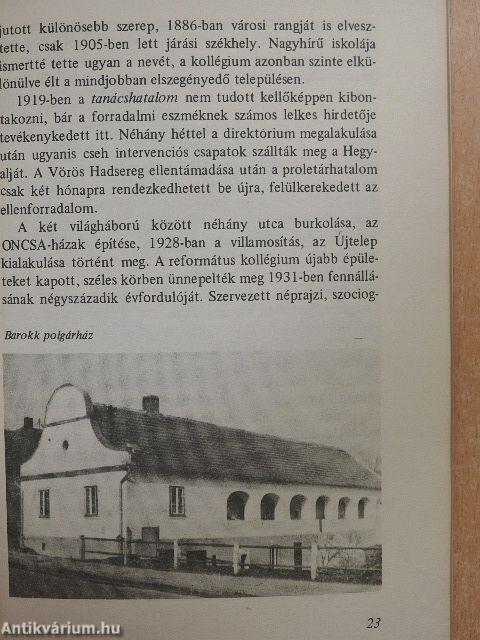 jutott különösebb szerep, 1886-ban városi rangját is elvesz-
tette, csak 1905-ben lett járási székhely. Nagyhírű iskolája
ismertté tette ugyan a nevét, a kollégium azonban szinte elkü-
lönülve élt a mindjobban elszegényedő településen.
1919-ben a tanácshatalom nem tudott kellőképpen kibon-
takozni, bár a forradalmi eszméknek számos lelkes hirdetője
tevékenykedett itt. Néhány héttel a direktórium megalakulása
után ugyanis cseh intervenciós csapatok szállták meg a Hegy-
alját. A Vörös Hadsereg ellentámadása után a proletárhatalom
csak két hónapra rendezkedhetett be újra, felülkerekedett az
ellenforradalom.
A két világháború között néhány utca burkolása, az
ONCSA-házak építése, 1928-ban a villamosítás, az Újtelep
kialakulása történt meg. A református kollégium újabb épüle-
teket kapott, széles körben ünnepelték meg 1931-ben fennállá-
sának négyszázadik évfordulóját. Szervezett néprajzi, szociog-
Barokk polgárház
23
Antikvárium.hu